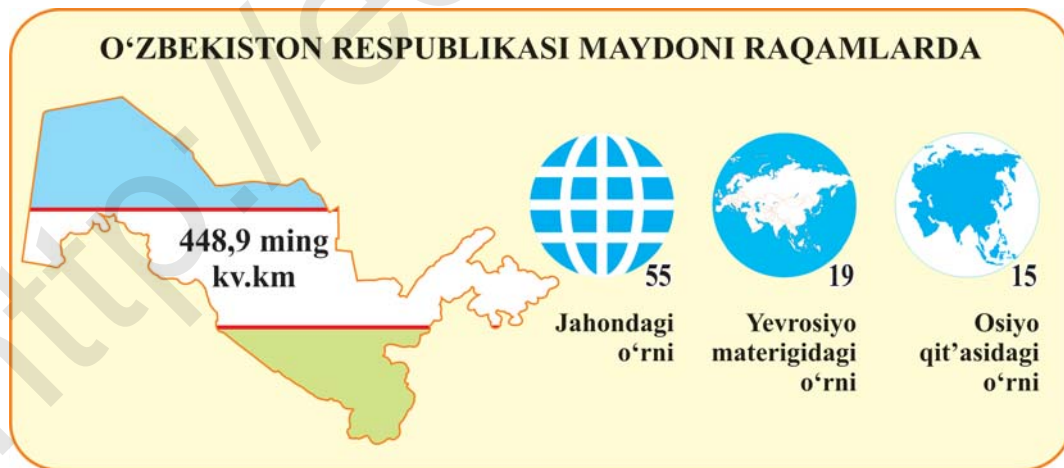 O‘ZBEKISTON RESPUBLIKASI MAYDONI RAQAMLARDA
448,9 ming
kv.km
55
Jahondagi
o‘rni
19
Yevrosiyo
materigidagi
o‘rni
15
Osiyo
qit’asidagi
o‘rni
http://e